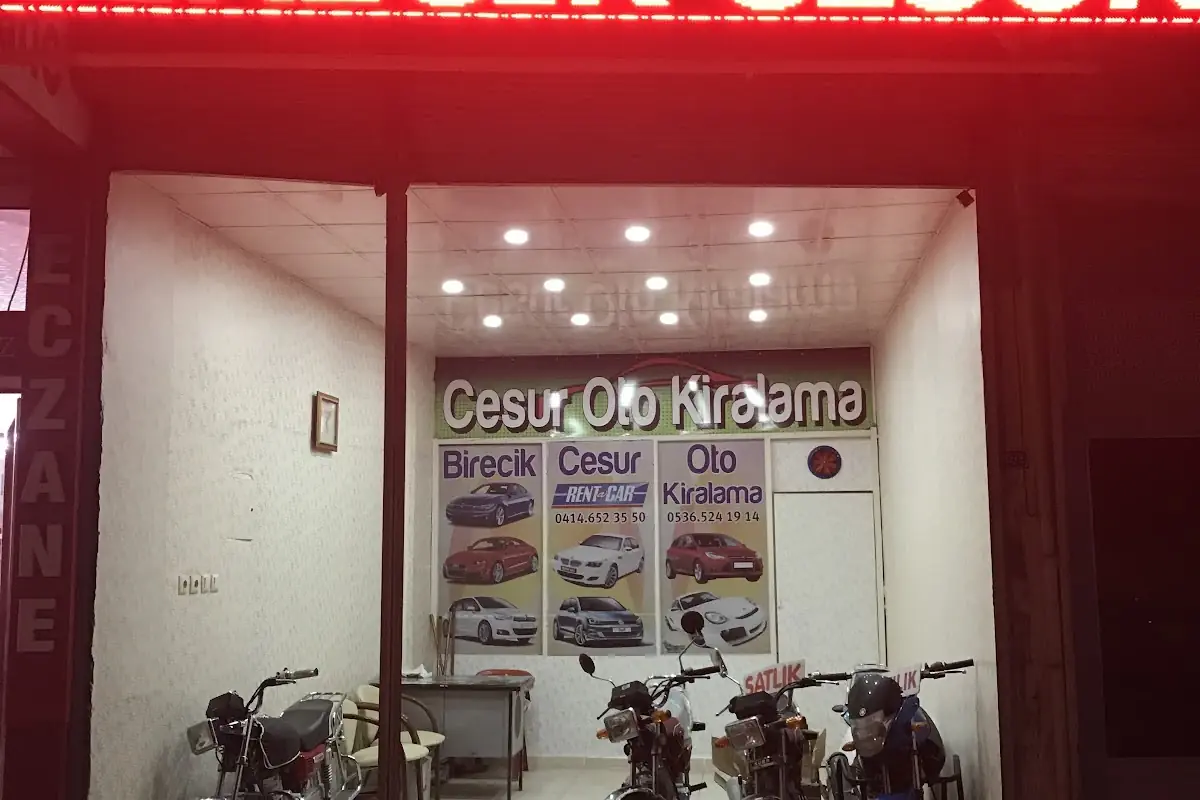 ECZANE
Cesur Oto Kiralama
Birecik
Cesur
RENT a CAR
0414.652 35 50
Oto
Kiralama
0536.524 19 14
SATLIK
LIK